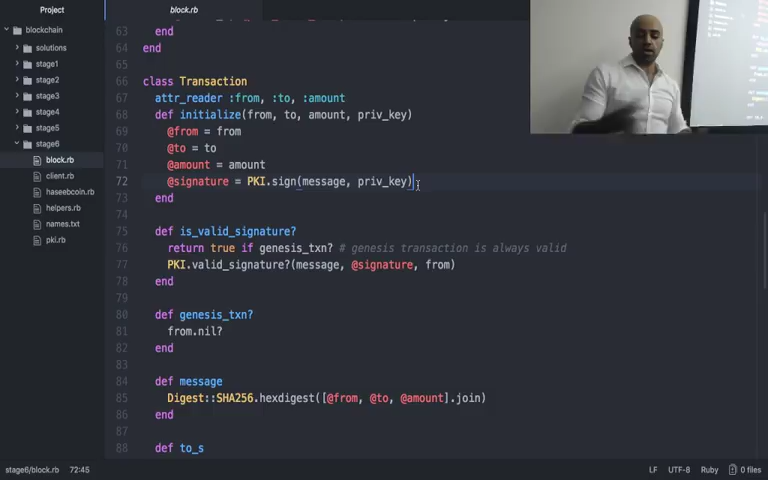 Project
block.rb
blockchain
solutions
stage1
stage2
stage3
stage4
stage5
stage6
block.rb
client.rb
haseebcoin.rb
helpers.rb
names.txt
pki.rb
63 end
64 end
65
66 class Transaction
67 attr_reader :from, :to, :amount
68 def initialize(from, to, amount, priv_key)
69 @from = from
70 @to = to
71 @amount = amount
72 @signature = PKI.sign(message, priv_key)
73 end
74
75 def is_valid_signature?
76 return true if genesis_txn? # genesis transaction is always valid
77 PKI.valid_signature?(message, @signature, from)
78 end
79
80 def genesis_txn?
81 from.nil?
82 end
83
84 def message
85 Digest::SHA256.hexdigest([@from, @to, @amount].join)
86 end
87
88 def to_s
stage6/block.rb 72:45 LF UTF-8 Ruby 0 files